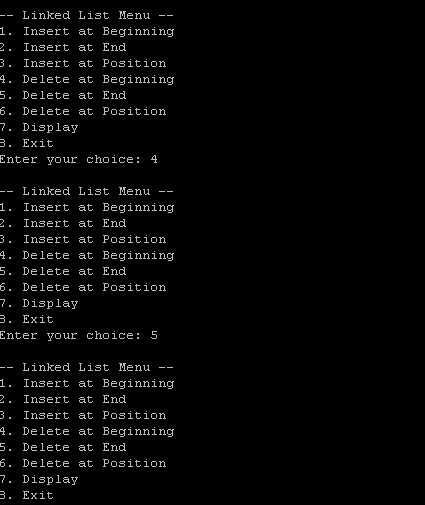 -- Linked List Menu --
1. Insert at Beginning
2. Insert at End
3. Insert at Position
4. Delete at Beginning
5. Delete at End
6. Delete at Position
7. Display
8. Exit
Enter your choice: 4
-- Linked List Menu --
1. Insert at Beginning
2. Insert at End
3. Insert at Position
4. Delete at Beginning
5. Delete at End
6. Delete at Position
7. Display
8. Exit
Enter your choice: 5
-- Linked List Menu --
1. Insert at Beginning
2. Insert at End
3. Insert at Position
4. Delete at Beginning
5. Delete at End
6. Delete at Position
7. Display
8. Exit